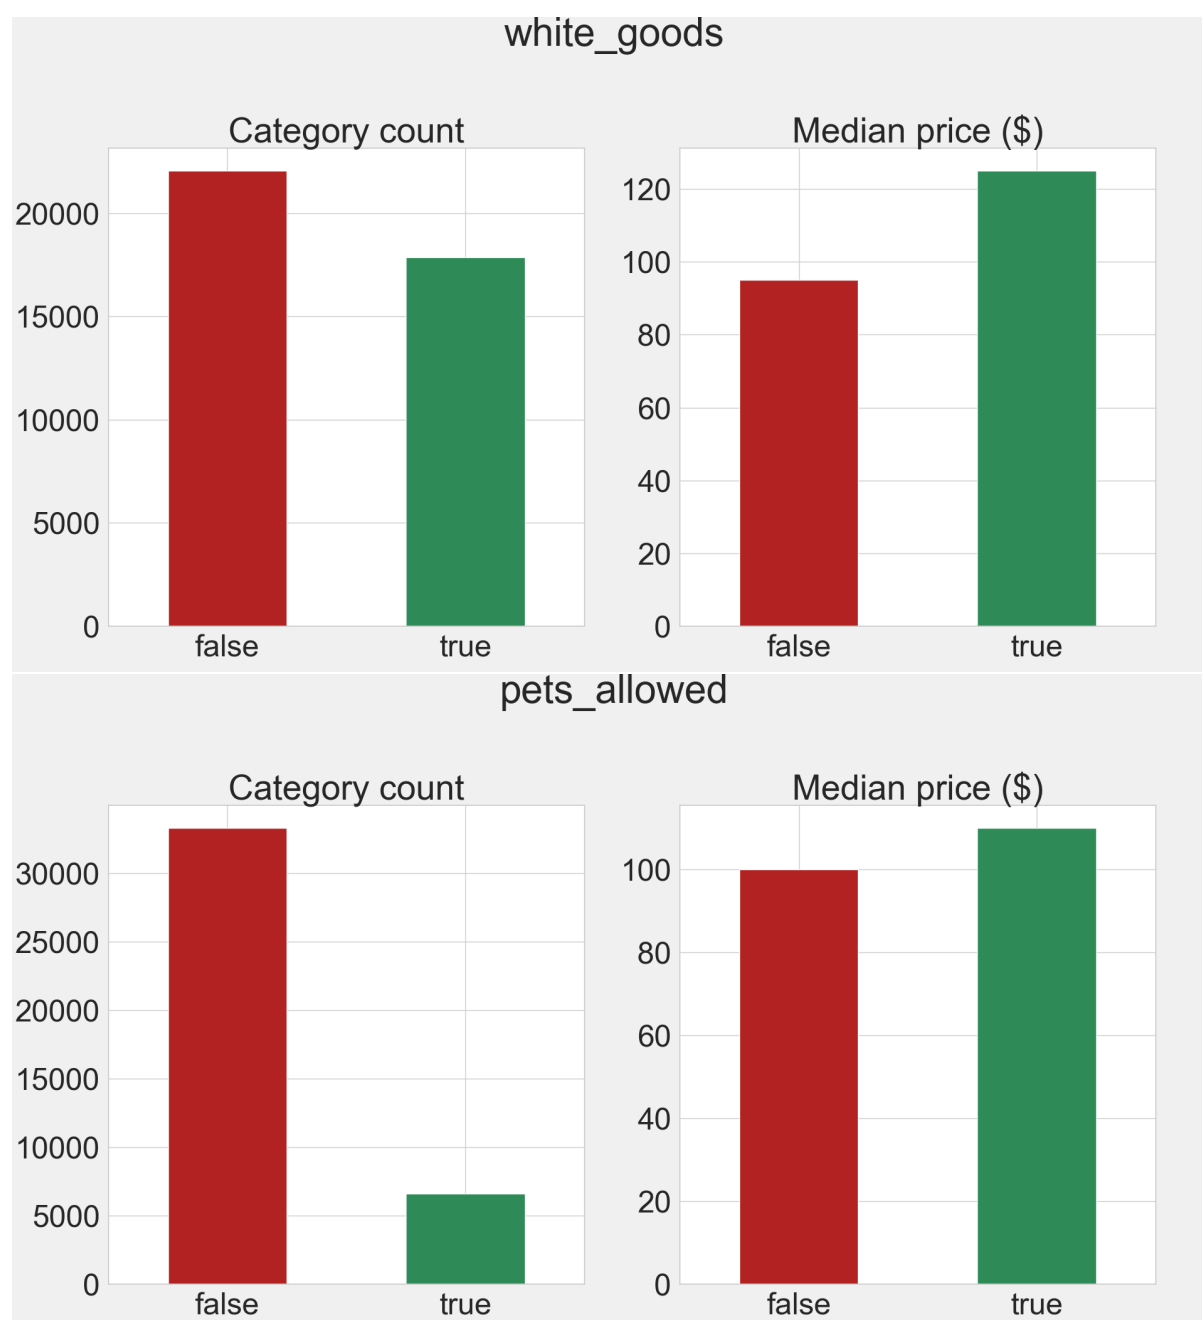 white_goods
Category count
20000
15000
10000
5000
0
false true
Median price ($)
120
100
80
60
40
20
0
false true
pets_allowed
Category count
30000
25000
20000
15000
10000
5000
0
false true
Median price ($)
100
80
60
40
20
0
false true